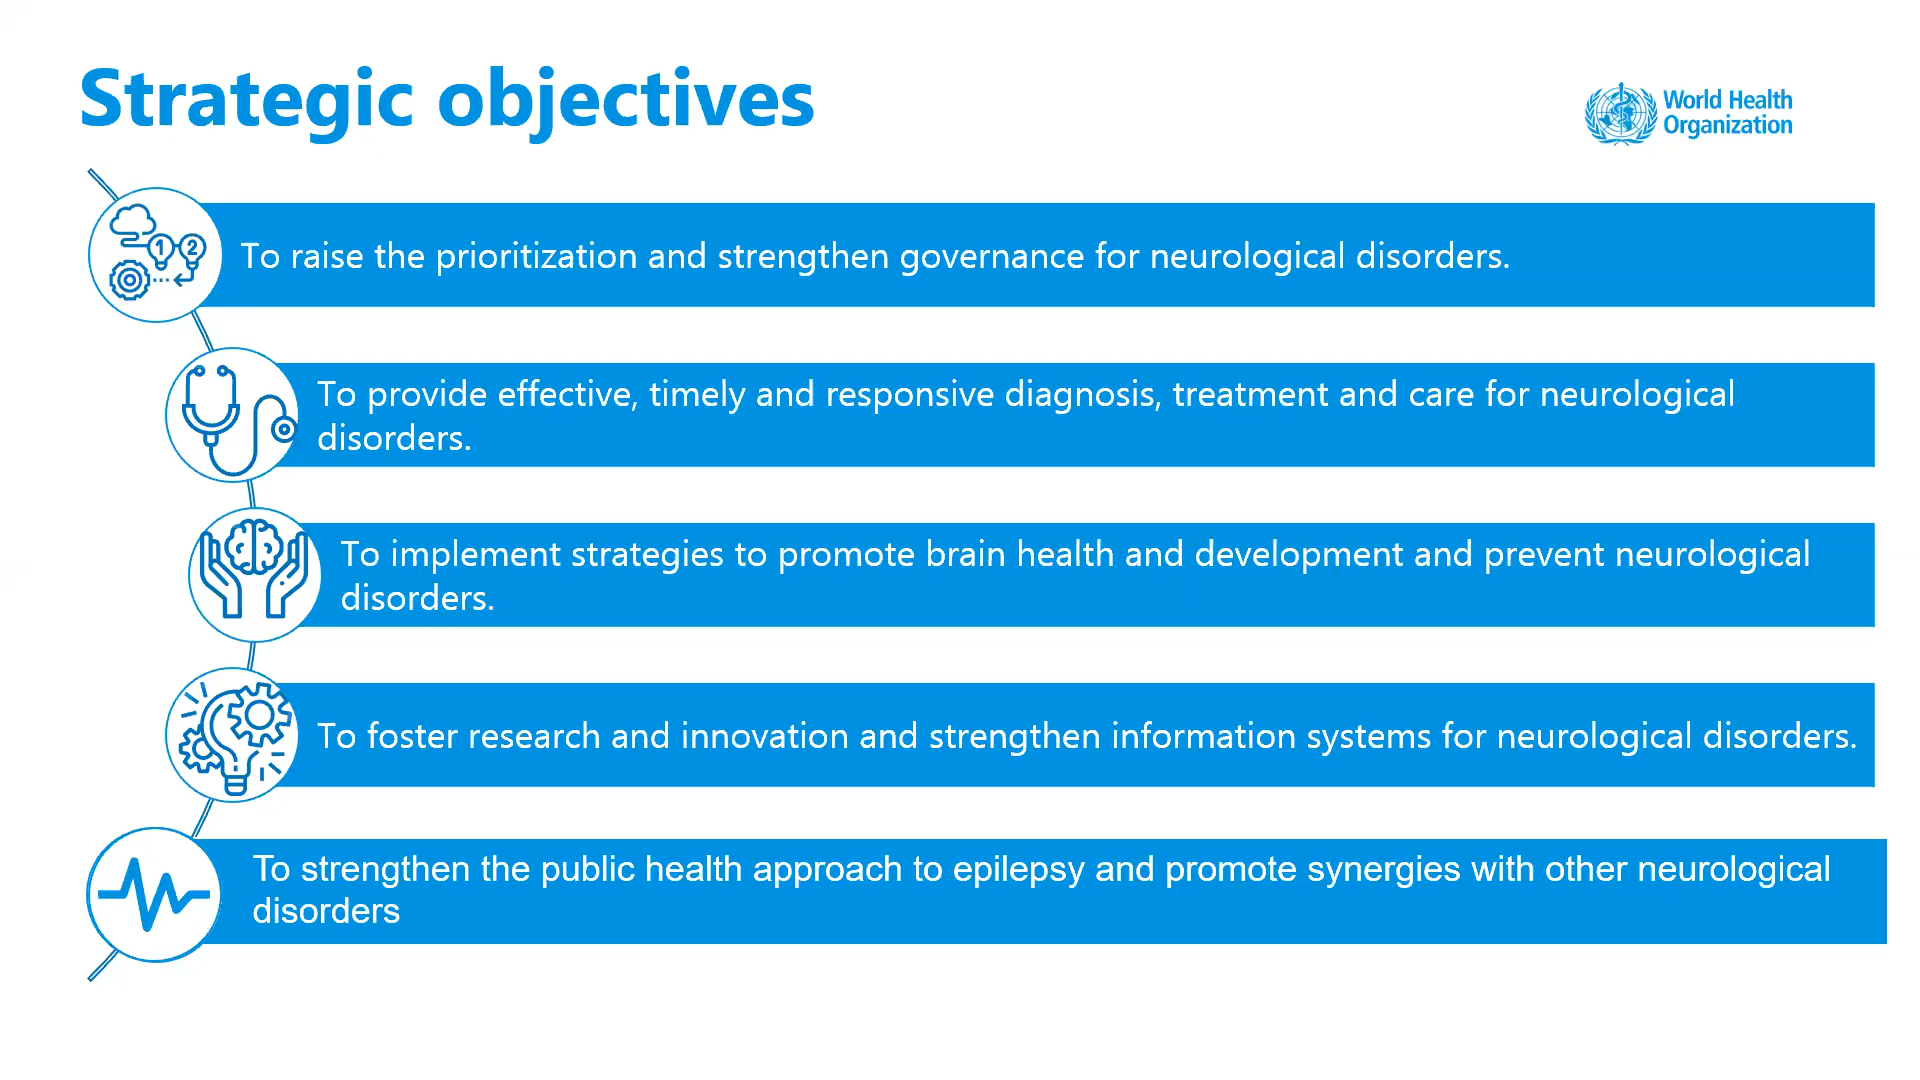 Strategic objectives
World Health
Organization
1 2
To raise the prioritization and strengthen governance for neurological disorders.
To provide effective, timely and responsive diagnosis, treatment and care for neurological
disorders.
To implement strategies to promote brain health and development and prevent neurological
disorders.
To foster research and innovation and strengthen information systems for neurological disorders.
To strengthen the public health approach to epilepsy and promote synergies with other neurological
disorders